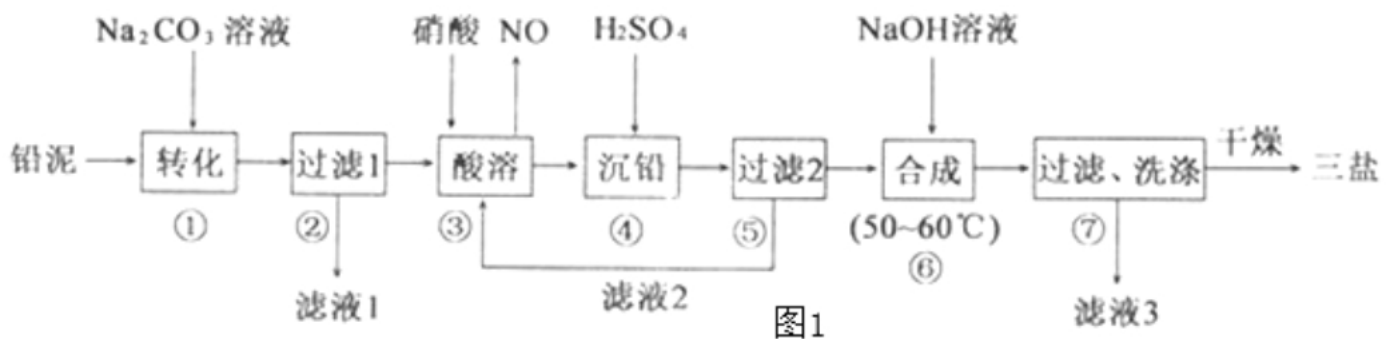 Na₂CO₃溶液 硝酸 NO H₂SO₄ NaOH溶液
铅泥 转化 过滤1 酸溶 沉铅 过滤2 合成 过滤、洗涤 干燥 三盐
① ② ③ ④ ⑤ (50~60℃) ⑦
⑥
滤液1 滤液2 滤液3
图1